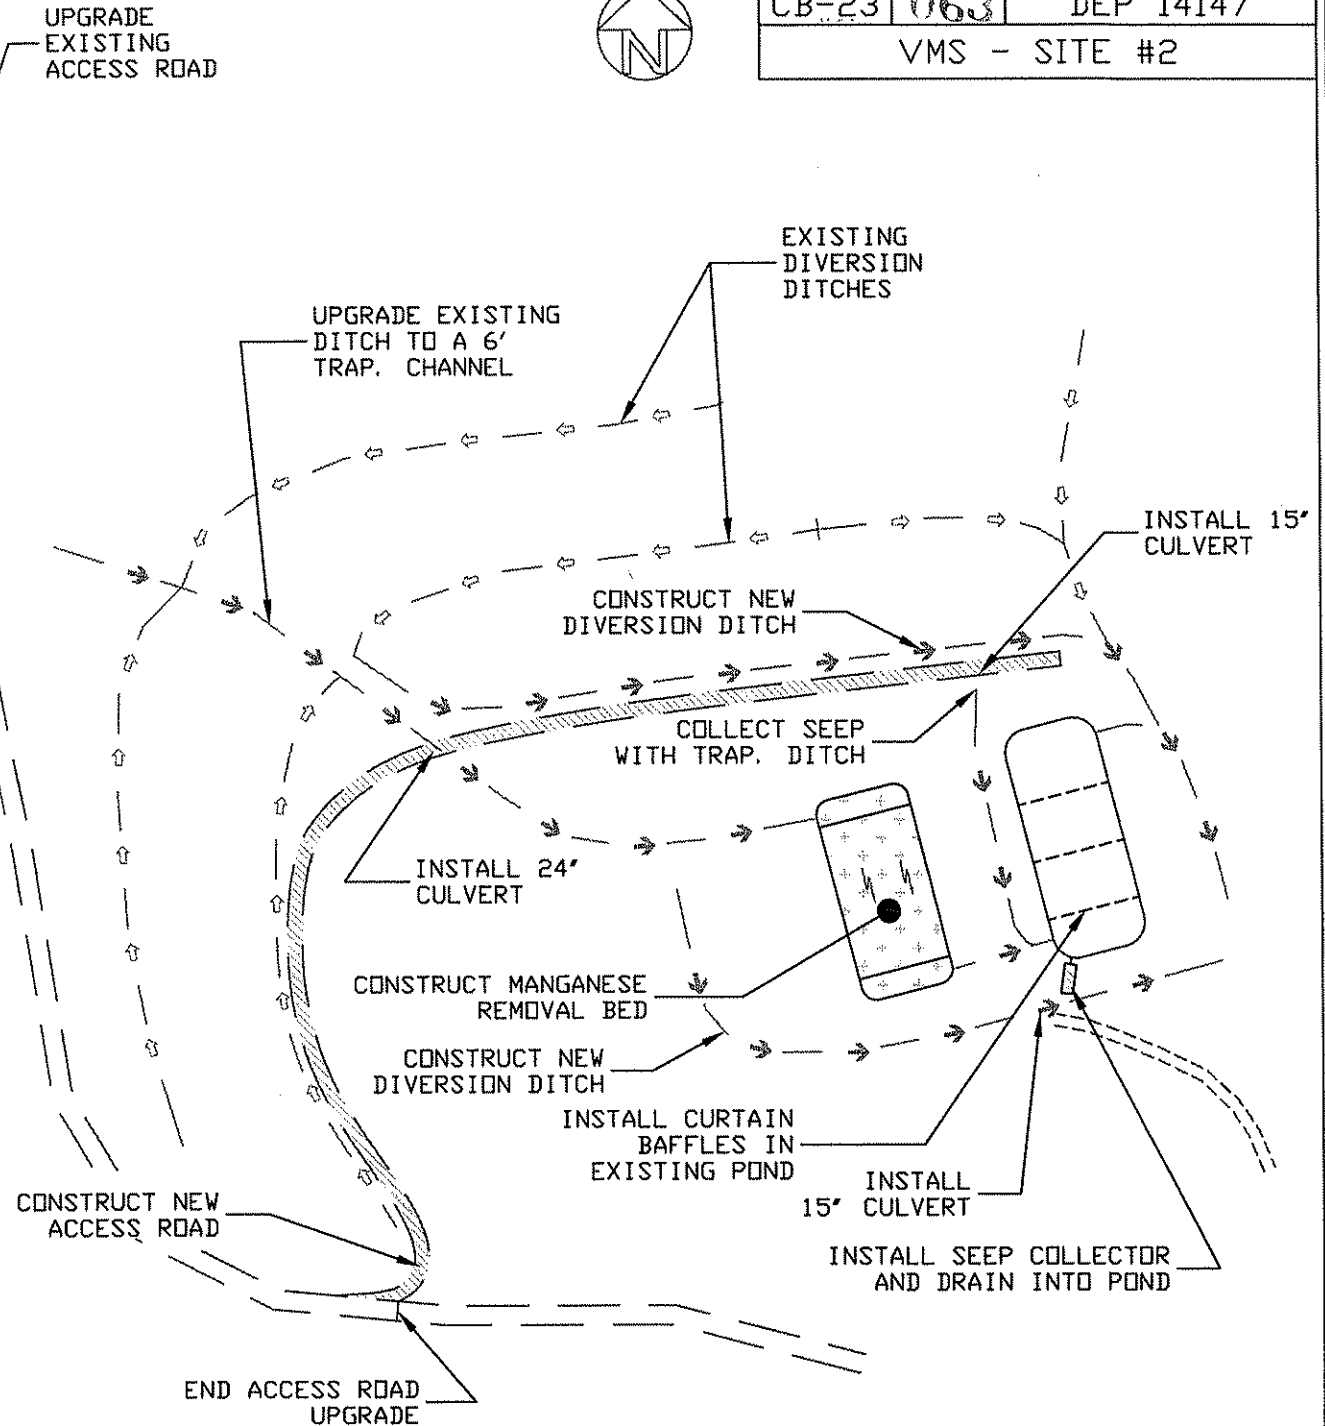 UPGRADE
EXISTING
ACCESS ROAD
N
CB-23 063 DEP 14147
VMS - SITE #2
EXISTING
DIVERSION
DITCHES
UPGRADE EXISTING
DITCH TO A 6'
TRAP. CHANNEL
INSTALL 15"
CULVERT
CONSTRUCT NEW
DIVERSION DITCH
COLLECT SEEP
WITH TRAP. DITCH
INSTALL 24"
CULVERT
CONSTRUCT MANGANESE
REMOVAL BED
CONSTRUCT NEW
DIVERSION DITCH
INSTALL CURTAIN
BAFFLES IN
EXISTING POND
INSTALL
15" CULVERT
CONSTRUCT NEW
ACCESS ROAD
INSTALL SEEP COLLECTOR
AND DRAIN INTO POND
END ACCESS ROAD
UPGRADE